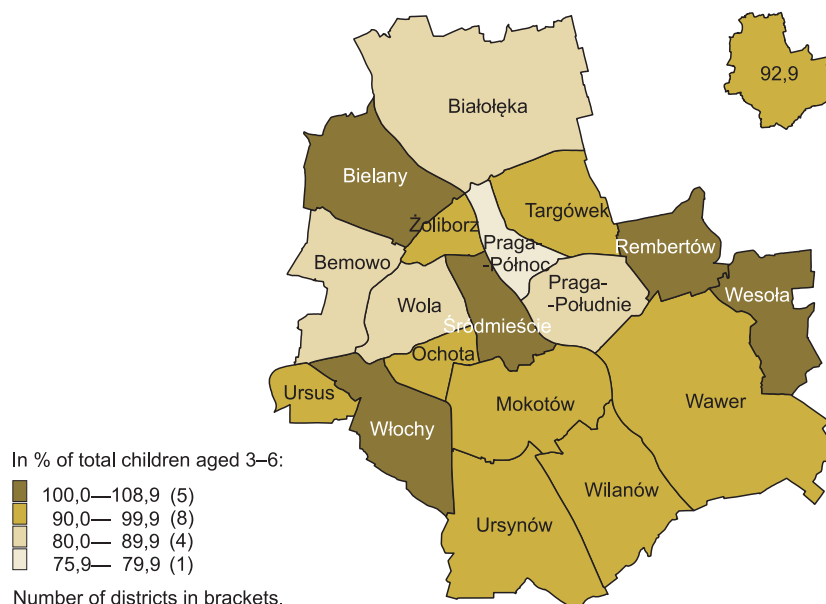 92,9
Białołęka
Bielany
Żoliborz
Targówek
Praga-
-Północ
Rembertów
Bemowo
Praga-
-Południe
Wesoła
Wola
Śródmieście
Ochota
Ursus
Mokotów
Wawer
Włochy
Wilanów
Ursynów
In % of total children aged 3–6:
100,0—108,9 (5)
90,0— 99,9 (8)
80,0— 89,9 (4)
75,9— 79,9 (1)
Number of districts in brackets.